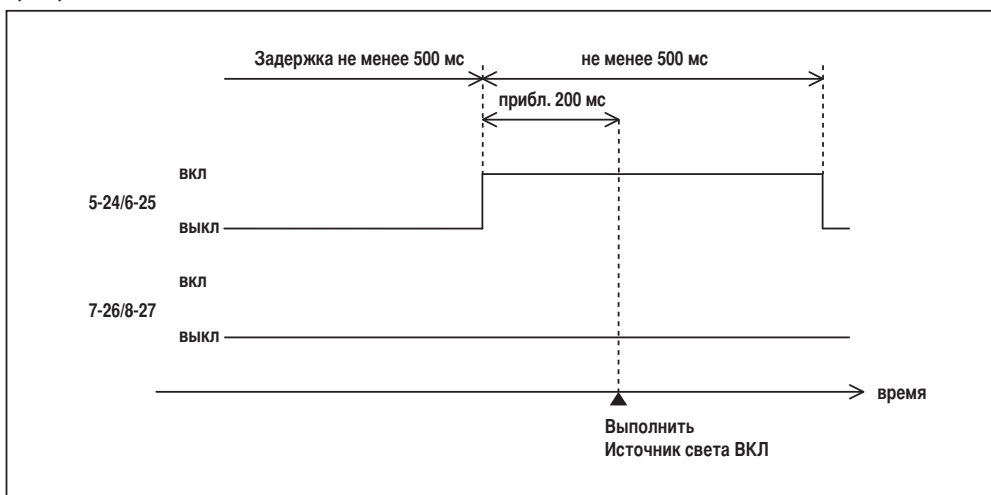 Задержка не менее 500 мс
не менее 500 мс
прибл. 200 мс
вкл
5-24/6-25
выкл
вкл
7-26/8-27
выкл
время
Выполнить
Источник света ВКЛ